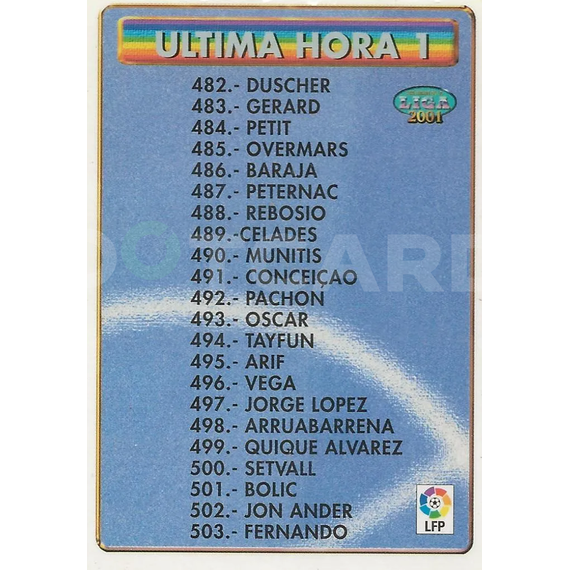 ULTIMA HORA 1
LIGA
2001
482.- DUSCHER
483.- GERARD
484.- PETIT
485.- OVERMARS
486.- BARAJA
487.- PETERNAC
488.- REBOSIO
489.-CELADES
490.- MUNITIS
491.- CONCEIÇAO
492.- PACHON
493.- OSCAR
494.- TAYFUN
495.- ARIF
496.- VEGA
497.- JORGE LOPEZ
498.- ARRUABARRENA
499.- QUIQUE ALVAREZ
500.- SETVALL
501.- BOLIC
502.- JON ANDER
503.- FERNANDO
LFP